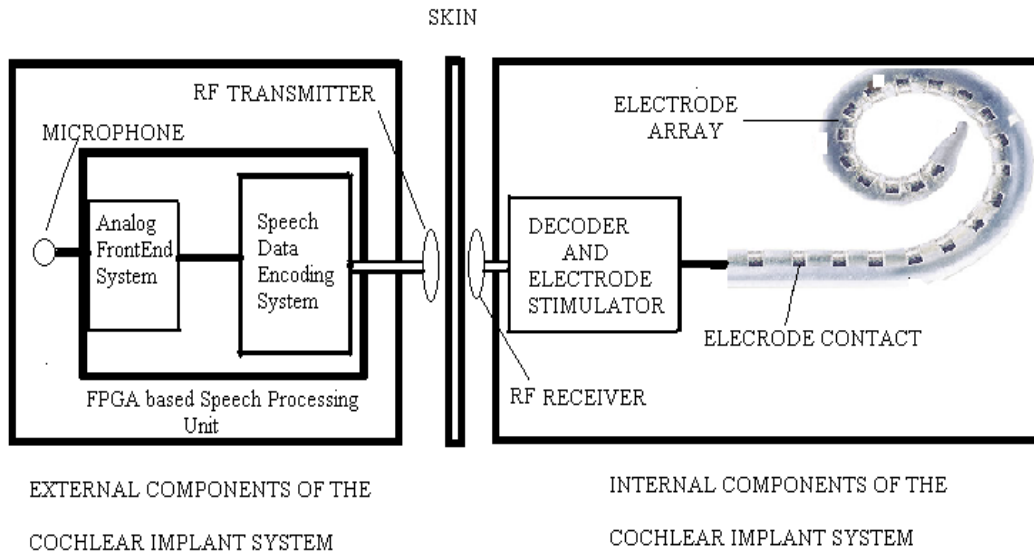 SKIN
RF TRANSMITTER
MICROPHONE
Analog
FrontEnd
System
Speech
Data
Encoding
System
FPGA based Speech Processing
Unit
EXTERNAL COMPONENTS OF THE
COCHLEAR IMPLANT SYSTEM
ELECTRODE
ARRAY
DECODER
AND
ELECTRODE
STIMULATOR
ELECRODE CONTACT
RF RECEIVER
INTERNAL COMPONENTS OF THE
COCHLEAR IMPLANT SYSTEM